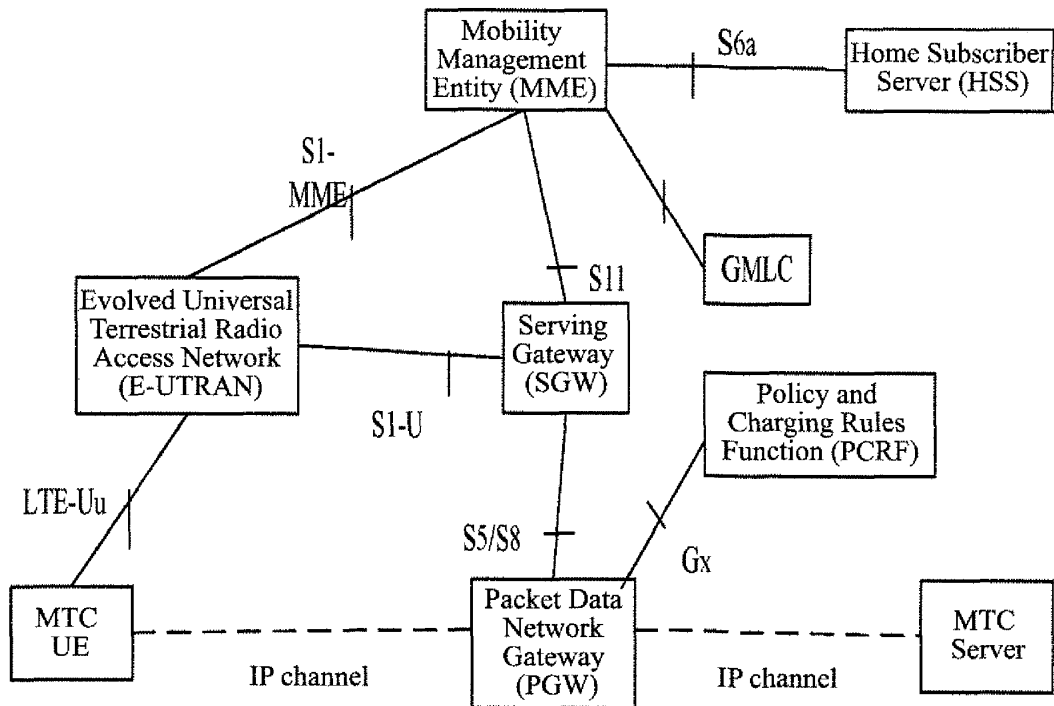 Mobility
Management
Entity (MME)
S6a
Home Subscriber
Server (HSS)
S1-
MME
GMLC
S11
Evolved Universal
Terrestrial Radio
Access Network
(E-UTRAN)
Serving
Gateway
(SGW)
S1-U
Policy and
Charging Rules
Function (PCRF)
LTE-Uu
S5/S8
Gx
MTC
UE
IP channel
Packet Data
Network
Gateway
(PGW)
IP channel
MTC
Server